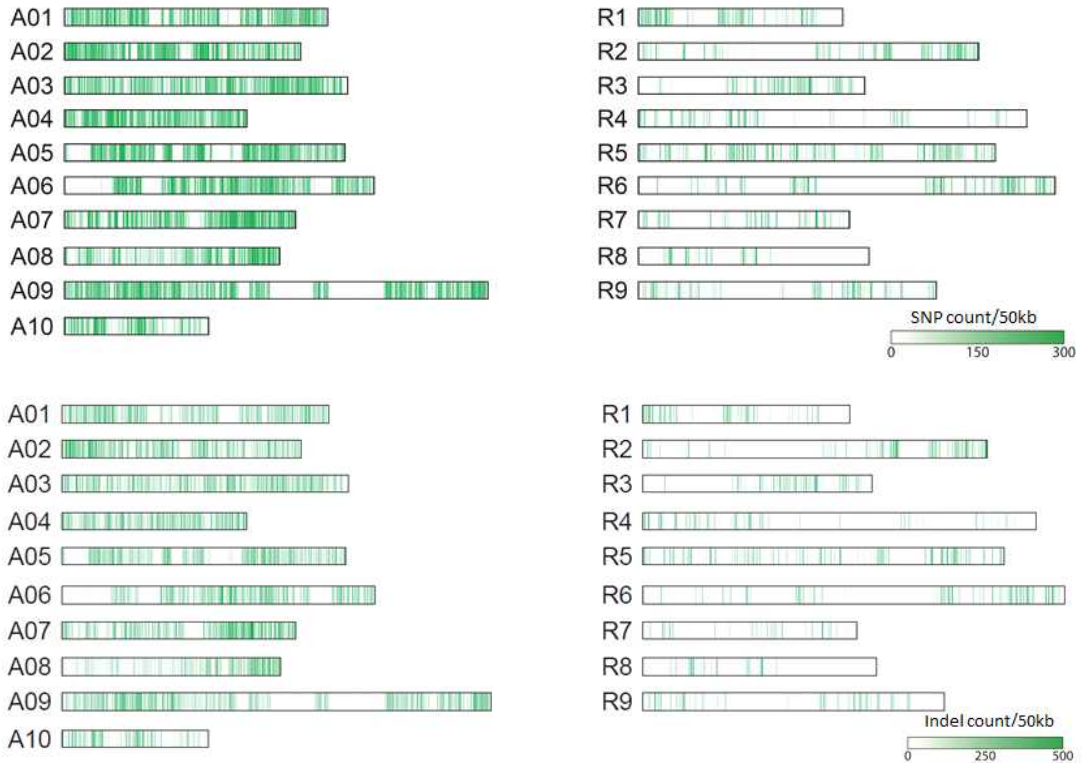 A01
A02
A03
A04
A05
A06
A07
A08
A09
A10
R1
R2
R3
R4
R5
R6
R7
R8
R9
SNP count/50kb
0 150 300
A01
A02
A03
A04
A05
A06
A07
A08
A09
A10
R1
R2
R3
R4
R5
R6
R7
R8
R9
Indel count/50kb
0 250 500